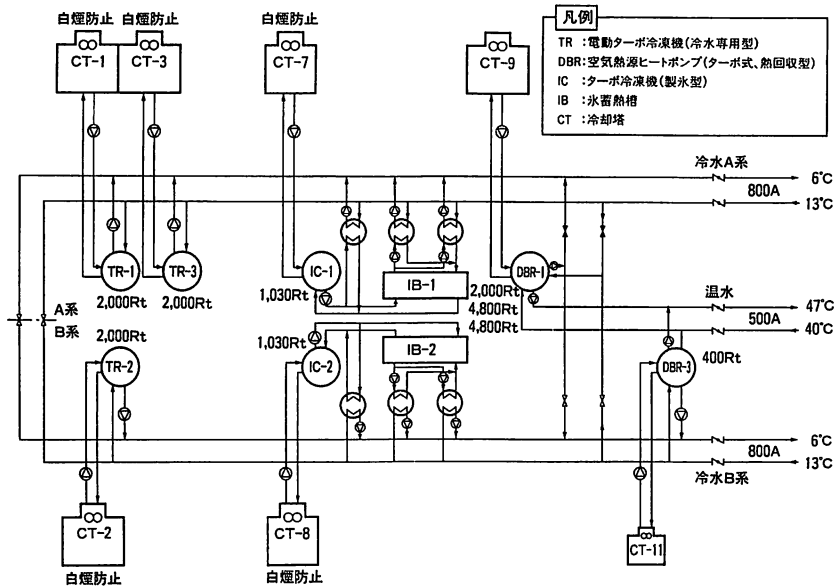 白煙防止
白煙防止
白煙防止
CT-1
CT-3
CT-7
CT-9
凡例
TR :電動ターボ冷凍機(冷水専用型)
DBR:空気熱源ヒートポンプ(ターボ式、熱回収型)
IC :ターボ冷凍機(製氷型)
IB :氷蓄熱槽
CT :冷却塔
冷水A系
6℃
800A
13℃
TR-1
2,000Rt
TR-3
2,000Rt
IC-1
1,030Rt
IB-1
4,800Rt
DBR-1
2,000Rt
温水
47℃
500A
40℃
A系
B系
2,000Rt
TR-2
1,030Rt
IC-2
4,800Rt
IB-2
DBR-3
400Rt
6℃
800A
13℃
冷水B系
CT-2
白煙防止
CT-8
白煙防止
CT-11